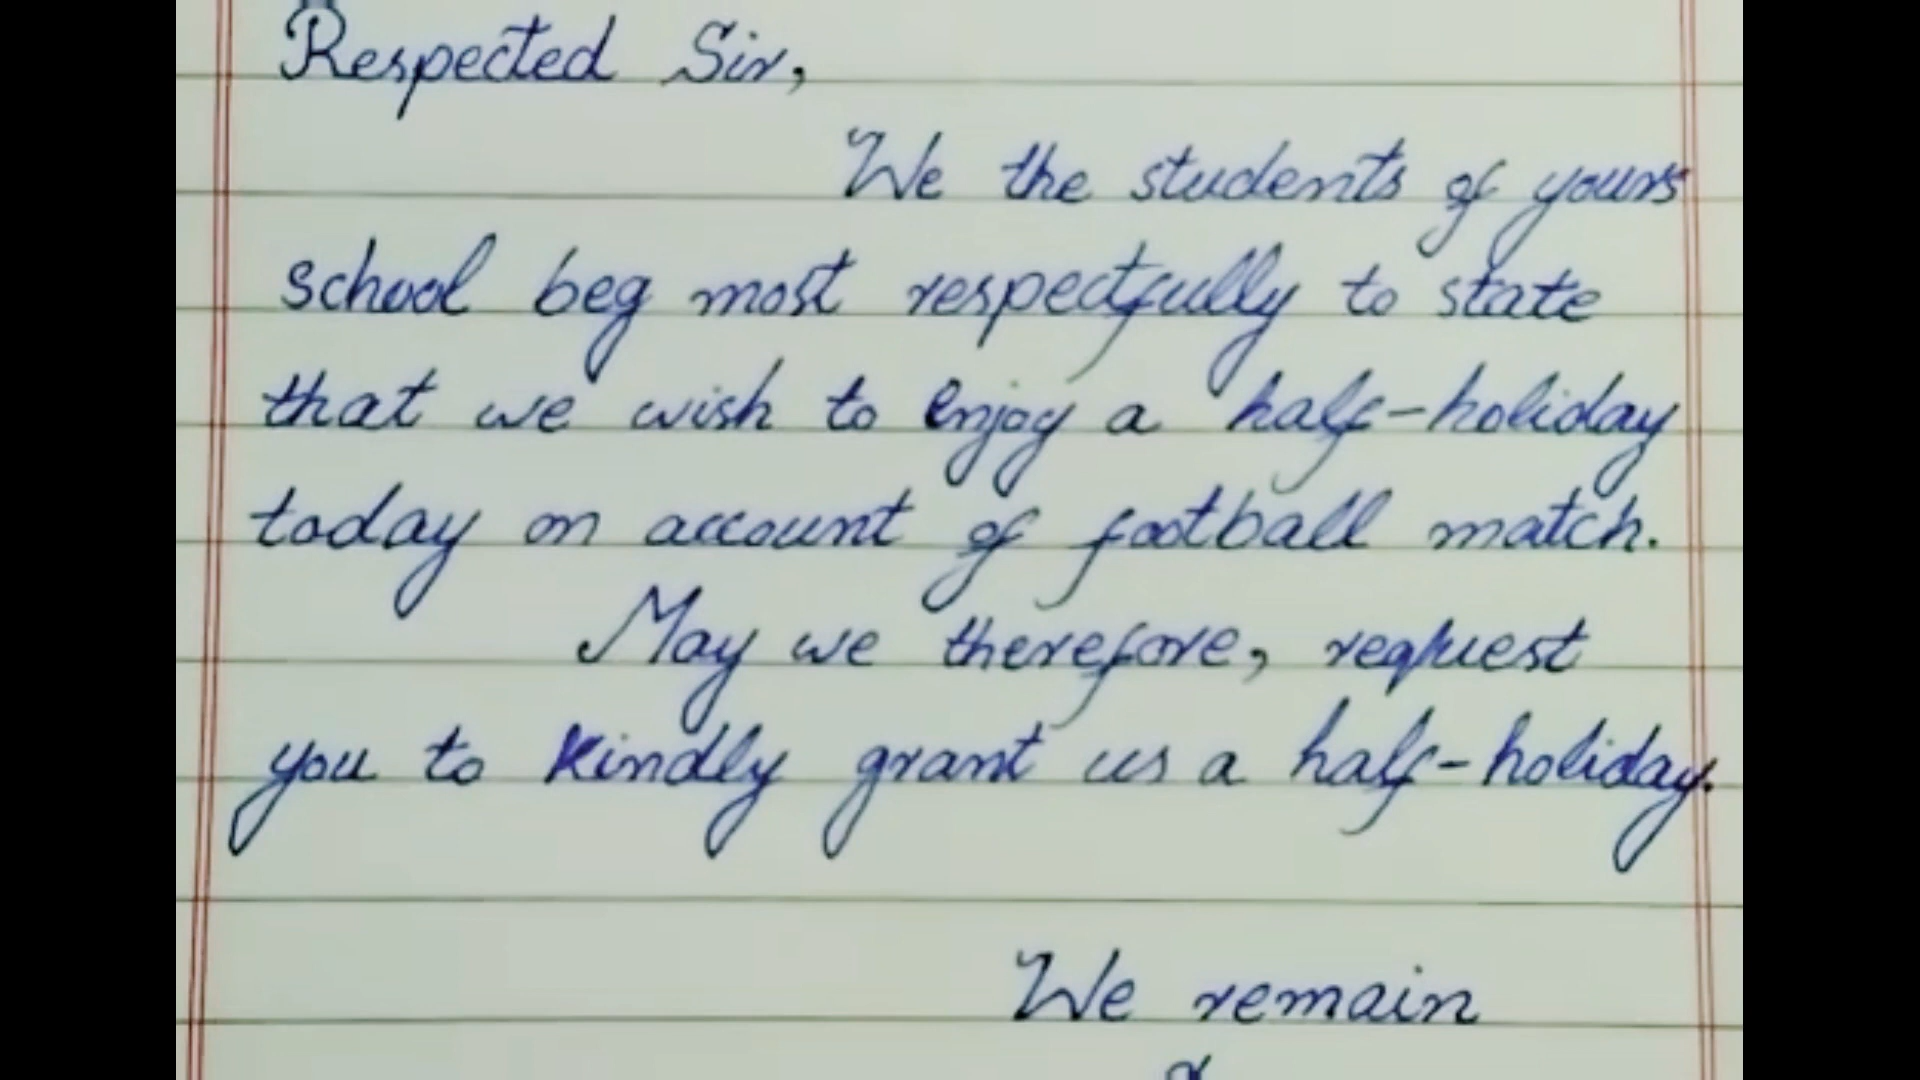 Respected Sir,
We the students of yours
school beg most respectfully to state
that we wish to enjoy a half-holiday
today on account of football match.
May we therefore, request
you to kindly grant us a half-holiday.
We remain